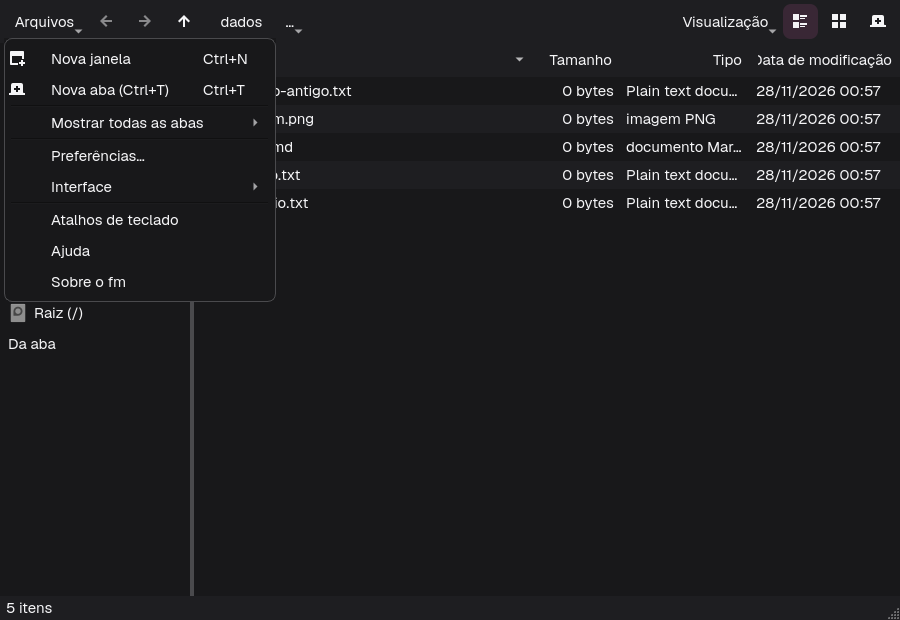 Arquivos dados … Visualização
Nova janela Ctrl+N
Nova aba (Ctrl+T) Ctrl+T
Mostrar todas as abas
Preferências…
Interface
Atalhos de teclado
Ajuda
Sobre o fm
Raiz (/)
Da aba
Tamanho Tipo Data de modificação
o-antigo.txt 0 bytes Plain text docu… 28/11/2026 00:57
m.png 0 bytes imagem PNG 28/11/2026 00:57
md 0 bytes documento Mar… 28/11/2026 00:57
.txt 0 bytes Plain text docu… 28/11/2026 00:57
io.txt 0 bytes Plain text docu… 28/11/2026 00:57
5 itens